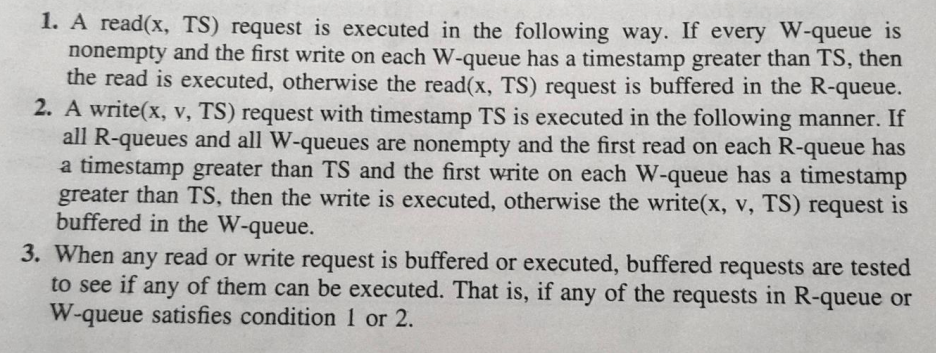 1. A read(x, TS) request is executed in the following way. If every W-queue is
nonempty and the first write on each W-queue has a timestamp greater than TS, then
the read is executed, otherwise the read(x, TS) request is buffered in the R-queue.
2. A write(x, v, TS) request with timestamp TS is executed in the following manner. If
all R-queues and all W-queues are nonempty and the first read on each R-queue has
a timestamp greater than TS and the first write on each W-queue has a timestamp
greater than TS, then the write is executed, otherwise the write(x, v, TS) request is
buffered in the W-queue.
3. When any read or write request is buffered or executed, buffered requests are tested
to see if any of them can be executed. That is, if any of the requests in R-queue or
W-queue satisfies condition 1 or 2.